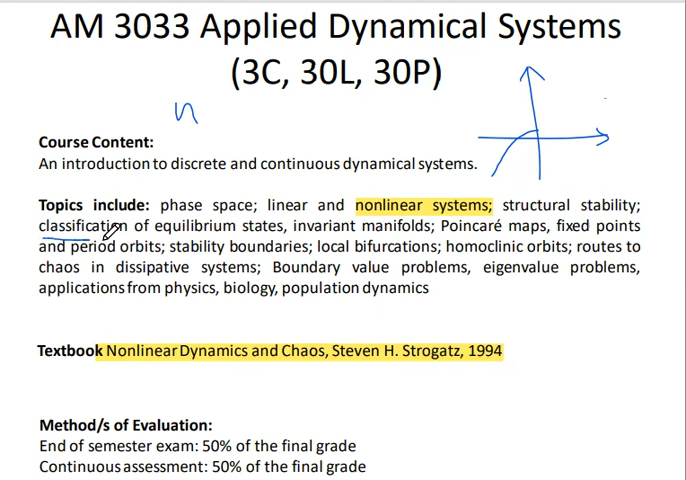 AM 3033 Applied Dynamical Systems
(3C, 30L, 30P)
Course Content:
An introduction to discrete and continuous dynamical systems.
Topics include: phase space; linear and nonlinear systems; structural stability;
classification of equilibrium states, invariant manifolds; Poincaré maps, fixed points
and period orbits; stability boundaries; local bifurcations; homoclinic orbits; routes to
chaos in dissipative systems; Boundary value problems, eigenvalue problems,
applications from physics, biology, population dynamics
Textbook Nonlinear Dynamics and Chaos, Steven H. Strogatz, 1994
Method/s of Evaluation:
End of semester exam: 50% of the final grade
Continuous assessment: 50% of the final grade